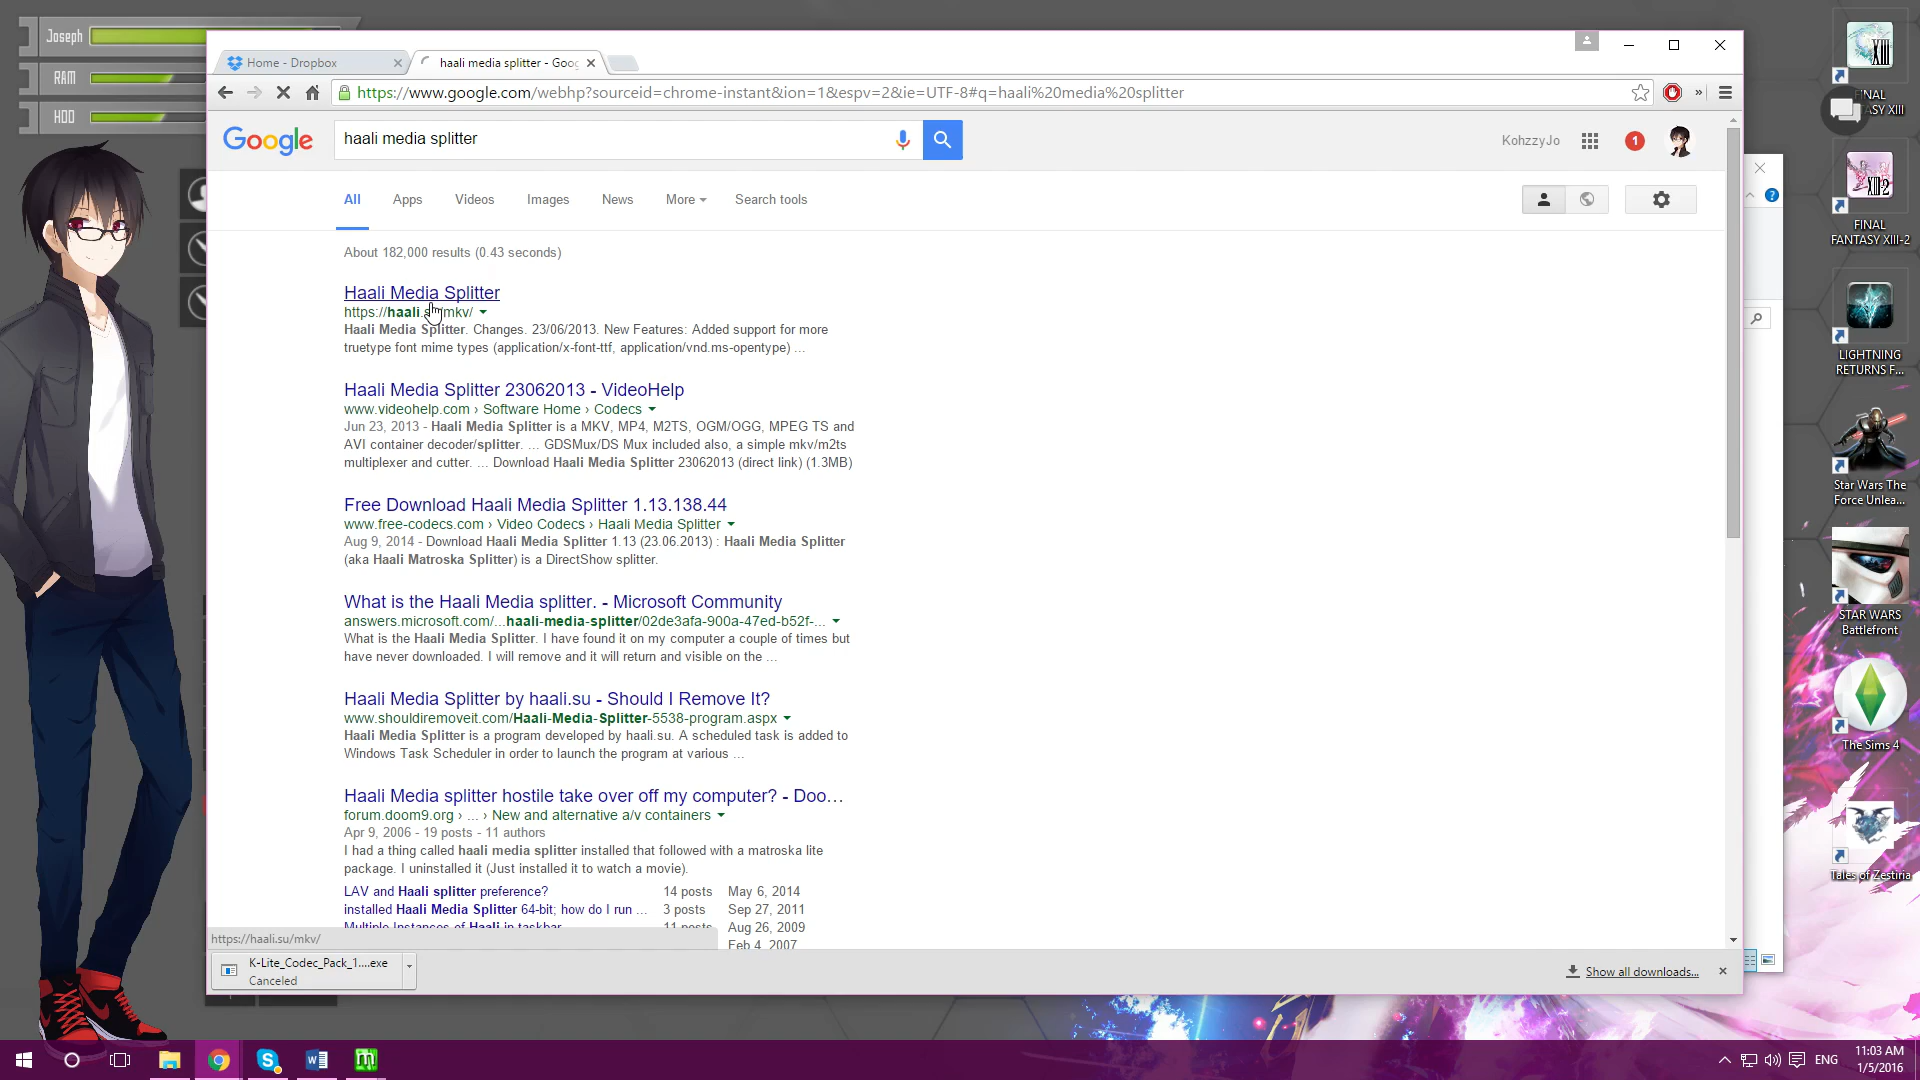 Joseph
RAM
HDD
Home - Dropbox
haali media splitter - Goog
https://www.google.com/webhp?sourceid=chrome-instant&ion=1&espv=2&ie=UTF-8#q=haali%20media%20splitter
Google
haali media splitter
KohzzyJo
1
All
Apps
Videos
Images
News
More
Search tools
About 182,000 results (0.43 seconds)
Haali Media Splitter
https://haali.su/mkv/
Haali Media Splitter. Changes. 23/06/2013. New Features: Added support for more
truetype font mime types (application/x-font-ttf, application/vnd.ms-opentype) ...
Haali Media Splitter 23062013 - VideoHelp
www.videohelp.com › Software Home › Codecs
Jun 23, 2013 - Haali Media Splitter is a MKV, MP4, M2TS, OGM/OGG, MPEG TS and
AVI container decoder/splitter. ... GDSMux/DS Mux included also, a simple mkv/m2ts
multiplexer and cutter. ... Download Haali Media Splitter 23062013 (direct link) (1.3MB)
Free Download Haali Media Splitter 1.13.138.44
www.free-codecs.com › Video Codecs › Haali Media Splitter
Aug 9, 2014 - Download Haali Media Splitter 1.13 (23.06.2013) : Haali Media Splitter
(aka Haali Matroska Splitter) is a DirectShow splitter.
What is the Haali Media splitter. - Microsoft Community
answers.microsoft.com/...haali-media-splitter/02de3afa-900a-47ed-b52f-...
What is the Haali Media Splitter. I have found it on my computer a couple of times but
have never downloaded. I will remove and it will return and visible on the ...
Haali Media Splitter by haali.su - Should I Remove It?
www.shouldiremoveit.com/Haali-Media-Splitter-5538-program.aspx
Haali Media Splitter is a program developed by haali.su. A scheduled task is added to
Windows Task Scheduler in order to launch the program at various ...
Haali Media splitter hostile take over off my computer? - Doo...
forum.doom9.org › ... › New and alternative a/v containers
Apr 9, 2006 - 19 posts - 11 authors
I had a thing called haali media splitter installed that followed with a matroska lite
package. I uninstalled it (Just installed it to watch a movie).
LAV and Haali splitter preference? 14 posts May 6, 2014
installed Haali Media Splitter 64-bit; how do I run ... 3 posts Sep 27, 2011
Multiple Instances of Haali in taskbar 11 posts Aug 26, 2009
Feb 4, 2007
https://haali.su/mkv/
K-Lite_Codec_Pack_1....exe
Canceled
Show all downloads...
XIII
FINAL
FANTASY XIII
XIII-2
FINAL
FANTASY XIII-2
LIGHTNING
RETURNS F...
Star Wars The
Force Unlea...
STAR WARS
Battlefront
The Sims 4
Tales of Zestiria
ENG
11:03 AM
1/5/2016